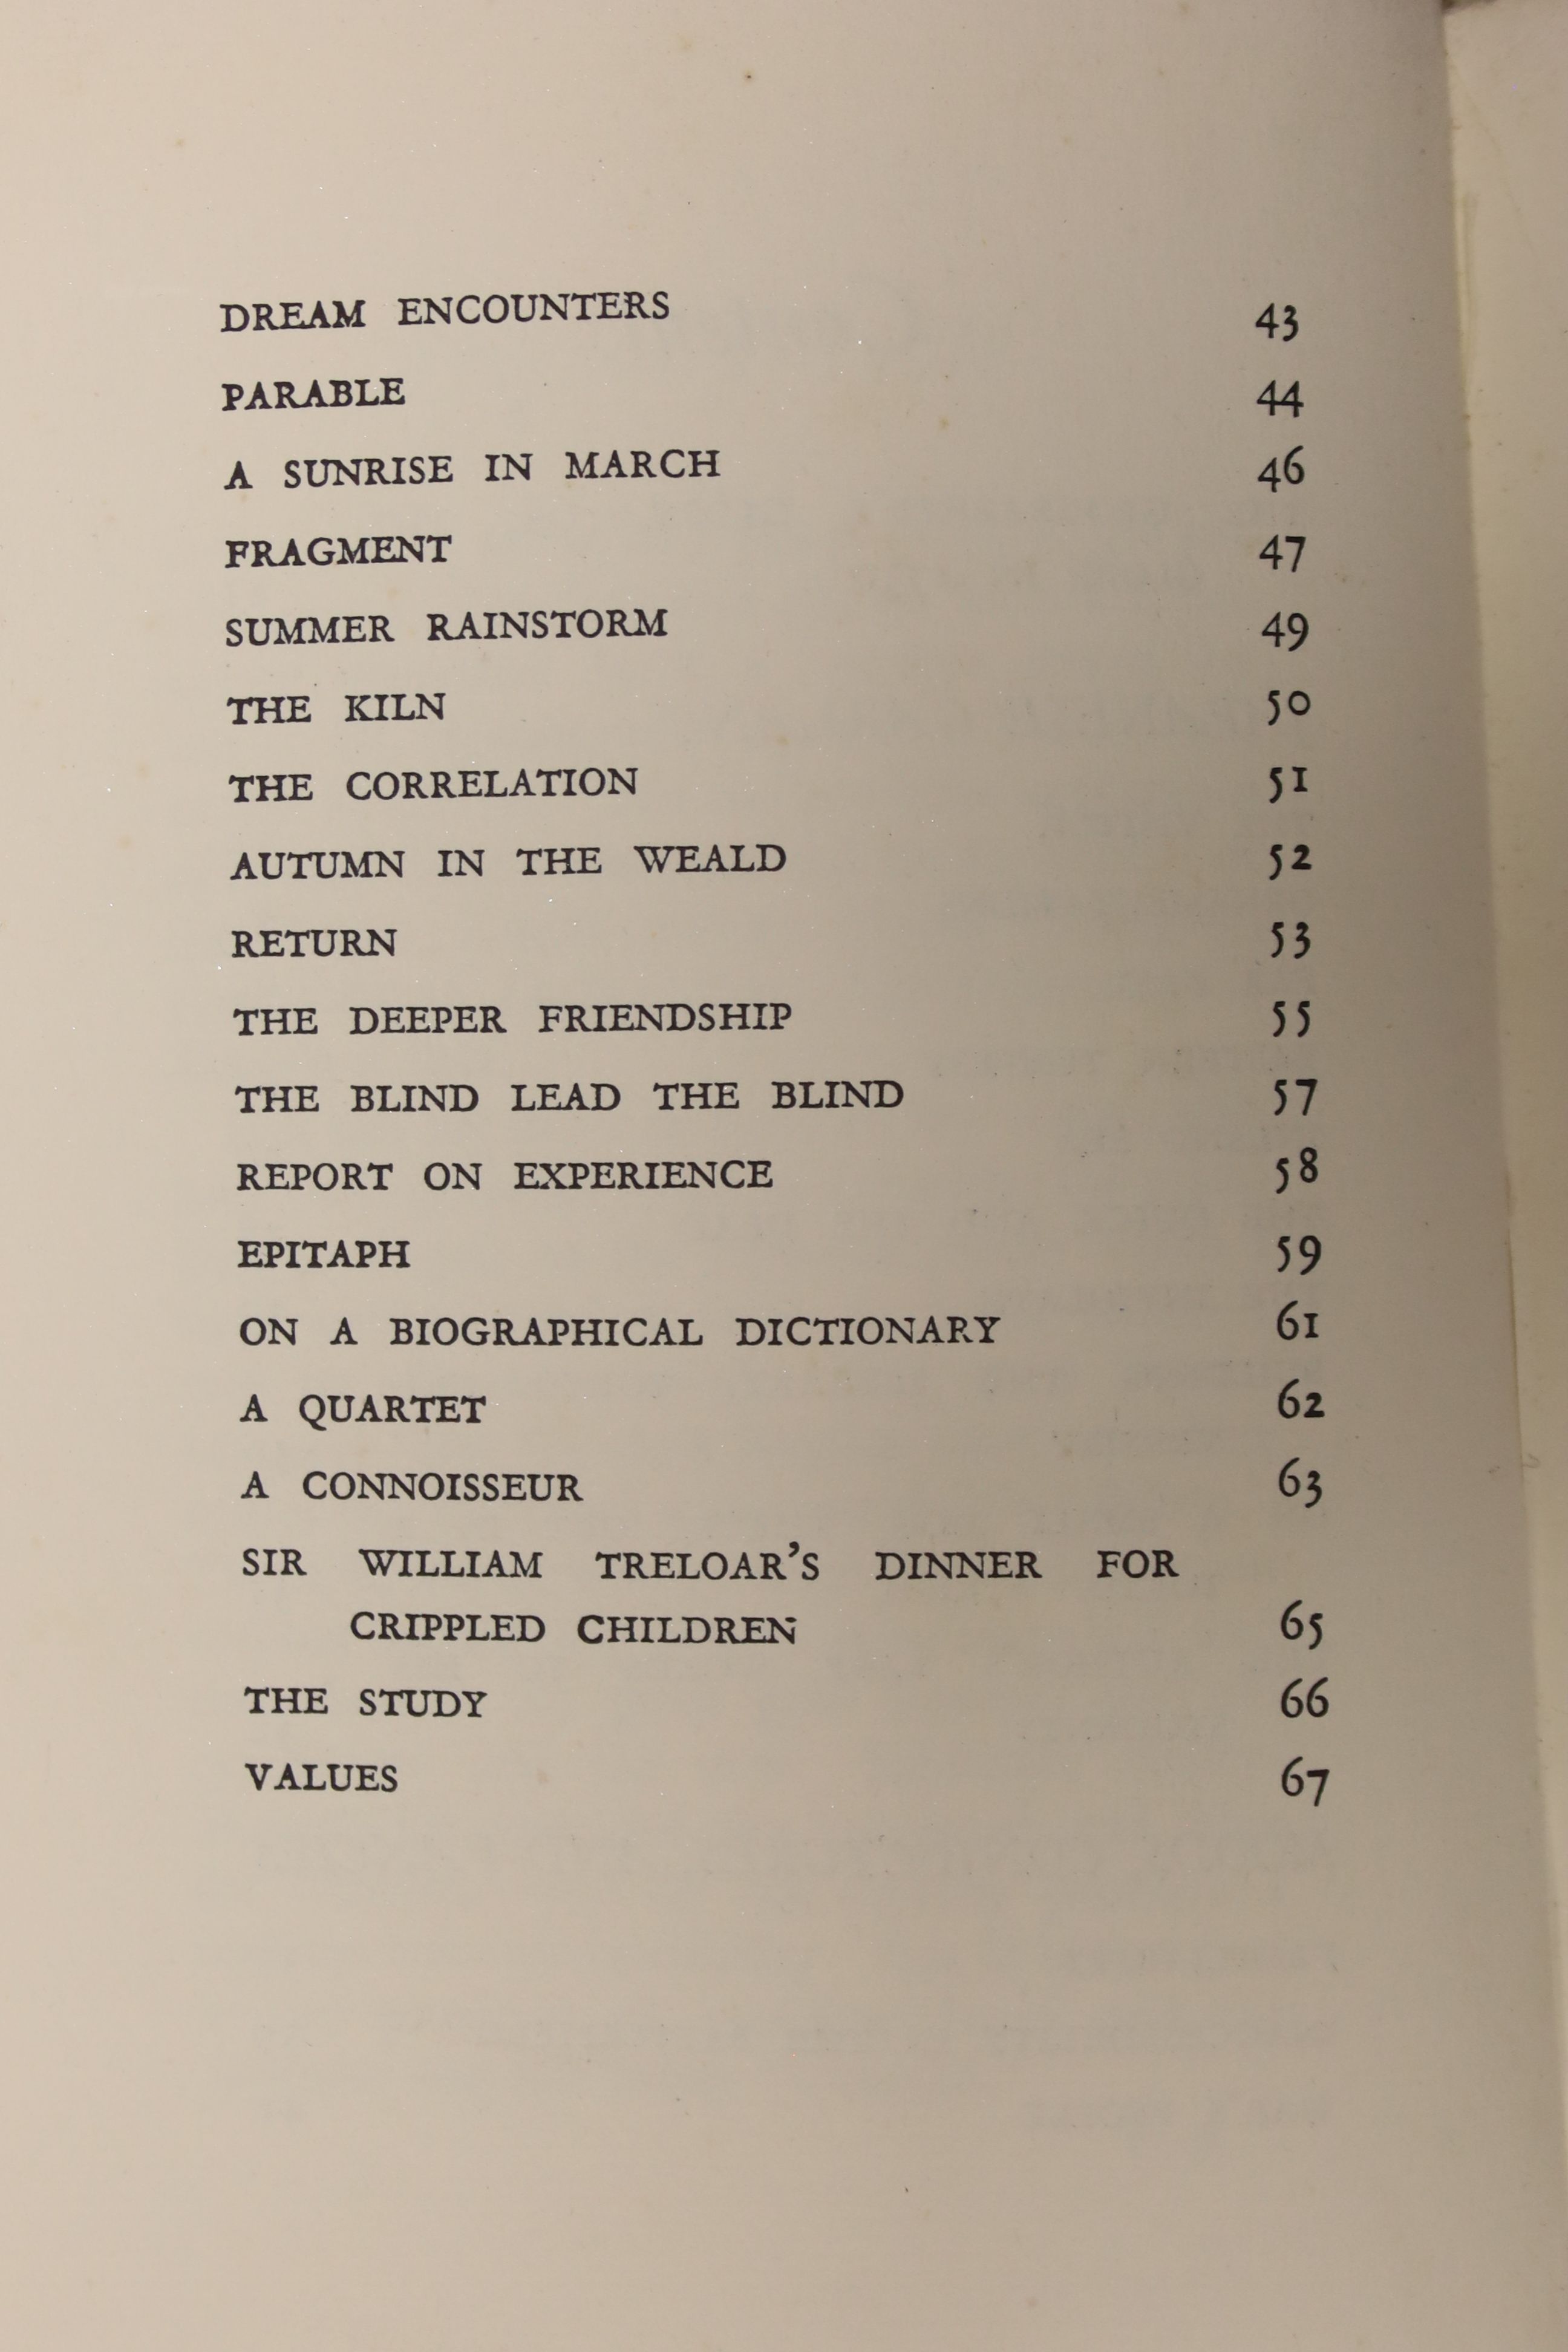 DREAM ENCOUNTERS 43
PARABLE 44
A SUNRISE IN MARCH 46
FRAGMENT 47
SUMMER RAINSTORM 49
THE KILN 50
THE CORRELATION 51
AUTUMN IN THE WEALD 52
RETURN 53
THE DEEPER FRIENDSHIP 55
THE BLIND LEAD THE BLIND 57
REPORT ON EXPERIENCE 58
EPITAPH 59
ON A BIOGRAPHICAL DICTIONARY 61
A QUARTET 62
A CONNOISSEUR 63
SIR WILLIAM TRELOAR'S DINNER FOR
CRIPPLED CHILDREN 65
THE STUDY 66
VALUES 67